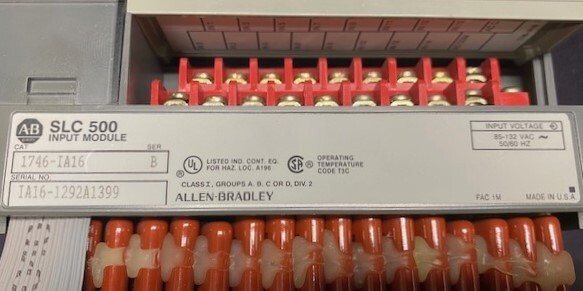 AB SLC 500
INPUT MODULE
CAT SER
1746-IA16 B
SERIAL NO.
IA16-1292A1399
UL LISTED IND. CONT. EQ.
FOR HAZ. LOC. A196
SA OPERATING
TEMPERATURE
CODE T3C
CLASS I, GROUPS A, B, C OR D, DIV. 2
ALLEN-BRADLEY
INPUT VOLTAGE
85-132 VAC
50/60 HZ
FAC 1M MADE IN U.S.A.